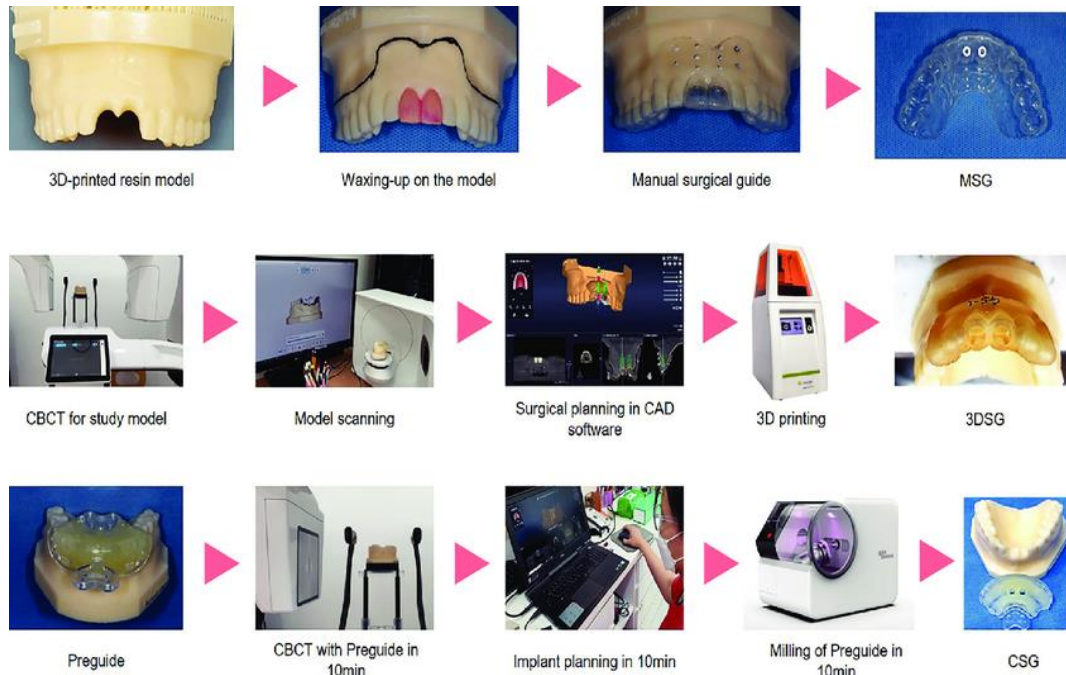 3D-printed resin model
Waxing-up on the model
Manual surgical guide
MSG
CBCT for study model
Model scanning
Surgical planning in CAD
software
3D printing
3DSG
Preguide
CBCT with Preguide in
10min
Implant planning in 10min
Milling of Preguide in
10min
CSG